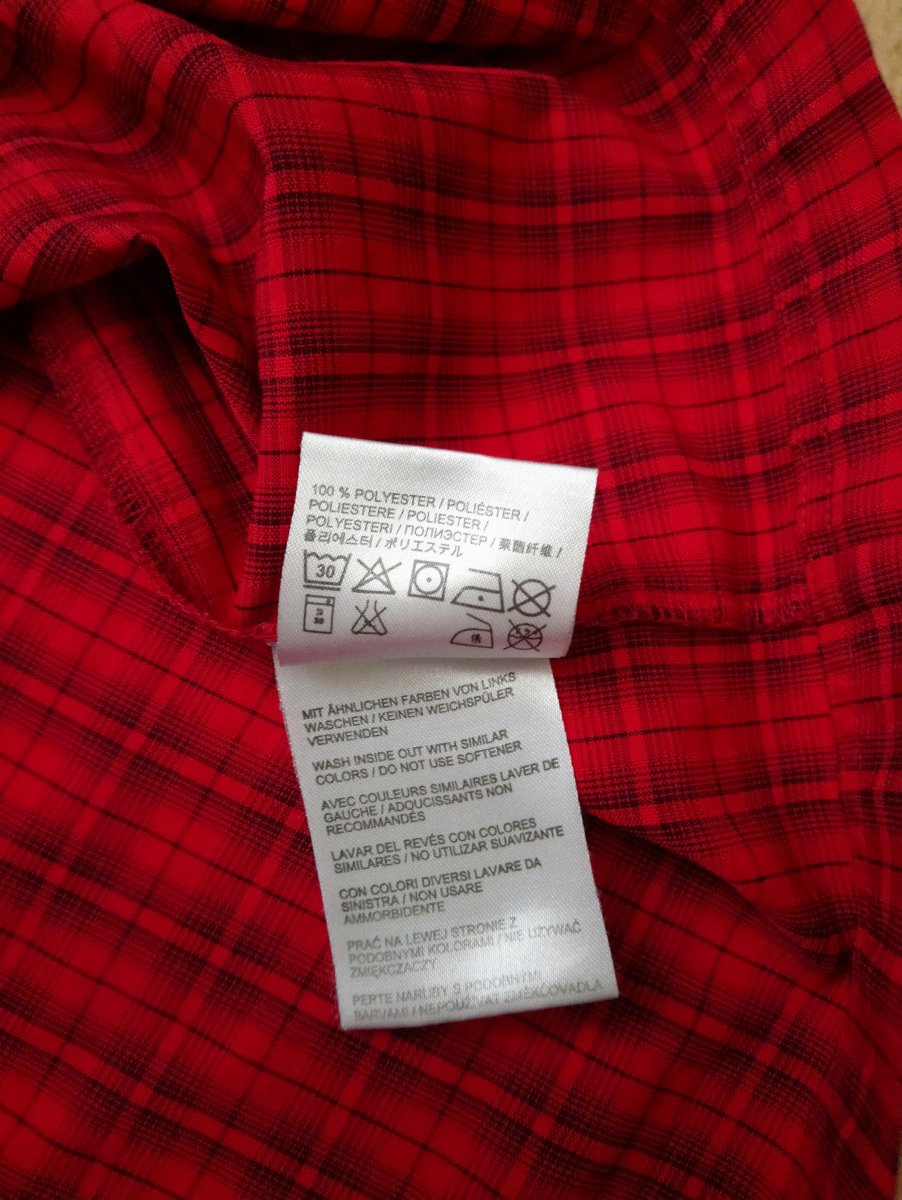 100 % POLYESTER / POLIÉSTER /
POLIESTERE / POLIESTER /
POLYESTERI / ПОЛИЭСТЕР / 聚酯纤维 /
폴리에스터 / ポリエステル
30
30
MIT ÄHNLICHEN FARBEN VON LINKS
WASCHEN / KEINEN WEICHSPÜLER
VERWENDEN
WASH INSIDE OUT WITH SIMILAR
COLORS / DO NOT USE SOFTENER
AVEC COULEURS SIMILAIRES LAVER DE
GAUCHE / ADOUCISSANTS NON
RECOMMANDÉS
LAVAR DEL REVÉS CON COLORES
SIMILARES / NO UTILIZAR SUAVIZANTE
CON COLORI DIVERSI LAVARE DA
SINISTRA / NON USARE
AMMORBIDENTE
PRAĆ NA LEWEJ STRONIE Z
PODOBNYMI KOLORAMI / NIE UŻYWAĆ
ZMIĘKCZACZY
PERTE NARUBY S PODOBNÝMI
BARVAMI / NEPOUŽÍVAT ZMĚKČOVADLA